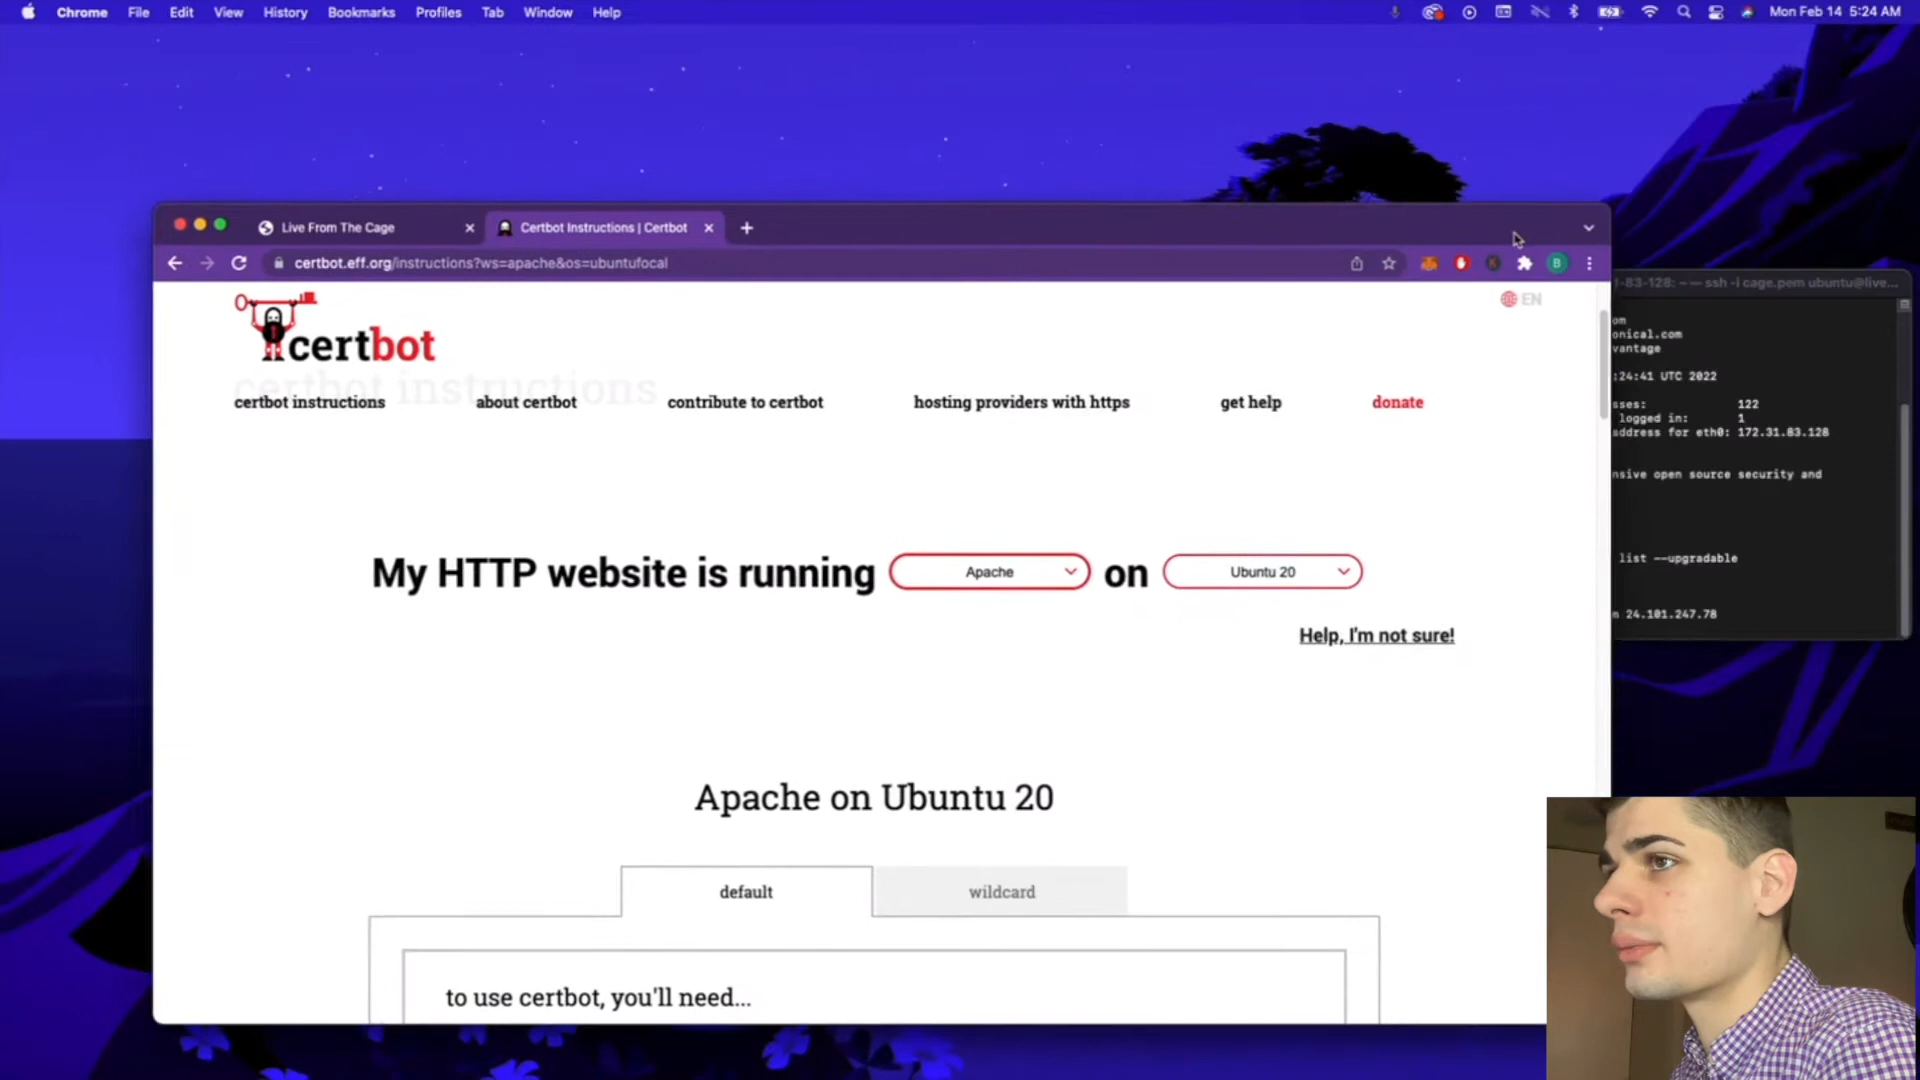 Chrome File Edit View History Bookmarks Profiles Tab Window Help
Mon Feb 14 5:24 AM
Live From The Cage
Certbot Instructions | Certbot
certbot.eff.org/instructions?ws=apache&os=ubuntufocal
B
EN
certbot
certbot instructions
certbot instructions about certbot contribute to certbot hosting providers with https get help donate
My HTTP website is running Apache on Ubuntu 20
Help, I'm not sure!
Apache on Ubuntu 20
default
wildcard
to use certbot, you'll need...
-83-128: ~ — ssh -i cage.pem ubuntu@live...
om
onical.com
vantage
:24:41 UTC 2022
sses: 122
logged in: 1
address for eth0: 172.31.83.128
nsive open source security and
list --upgradable
24.101.247.78